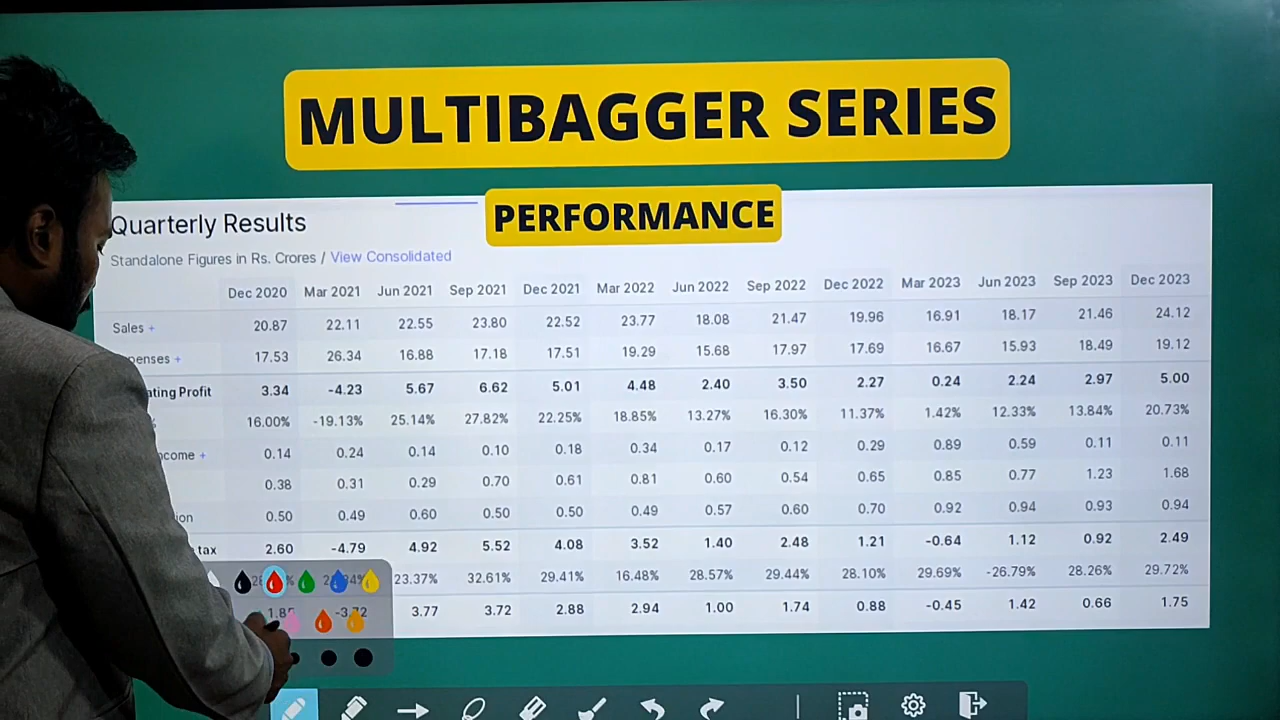 MULTIBAGGER SERIES
PERFORMANCE
Quarterly Results
Standalone Figures in Rs. Crores / View Consolidated
Dec 2020 Mar 2021 Jun 2021 Sep 2021 Dec 2021 Mar 2022 Jun 2022 Sep 2022 Dec 2022 Mar 2023 Jun 2023 Sep 2023 Dec 2023
Sales + 20.87 22.11 22.55 23.80 22.52 23.77 18.08 21.47 19.96 16.91 18.17 21.46 24.12
penses + 17.53 26.34 16.88 17.18 17.51 19.29 15.68 17.97 17.69 16.67 15.93 18.49 19.12
ating Profit 3.34 -4.23 5.67 6.62 5.01 4.48 2.40 3.50 2.27 0.24 2.24 2.97 5.00
16.00% -19.13% 25.14% 27.82% 22.25% 18.85% 13.27% 16.30% 11.37% 1.42% 12.33% 13.84% 20.73%
come + 0.14 0.24 0.14 0.10 0.18 0.34 0.17 0.12 0.29 0.89 0.59 0.11 0.11
0.38 0.31 0.29 0.70 0.61 0.81 0.60 0.54 0.65 0.85 0.77 1.23 1.68
ion 0.50 0.49 0.60 0.50 0.50 0.49 0.57 0.60 0.70 0.92 0.94 0.93 0.94
tax 2.60 -4.79 4.92 5.52 4.08 3.52 1.40 2.48 1.21 -0.64 1.12 0.92 2.49
23.37% 32.61% 29.41% 16.48% 28.57% 29.44% 28.10% 29.69% -26.79% 28.26% 29.72%
3.77 3.72 2.88 2.94 1.00 1.74 0.88 -0.45 1.42 0.66 1.75